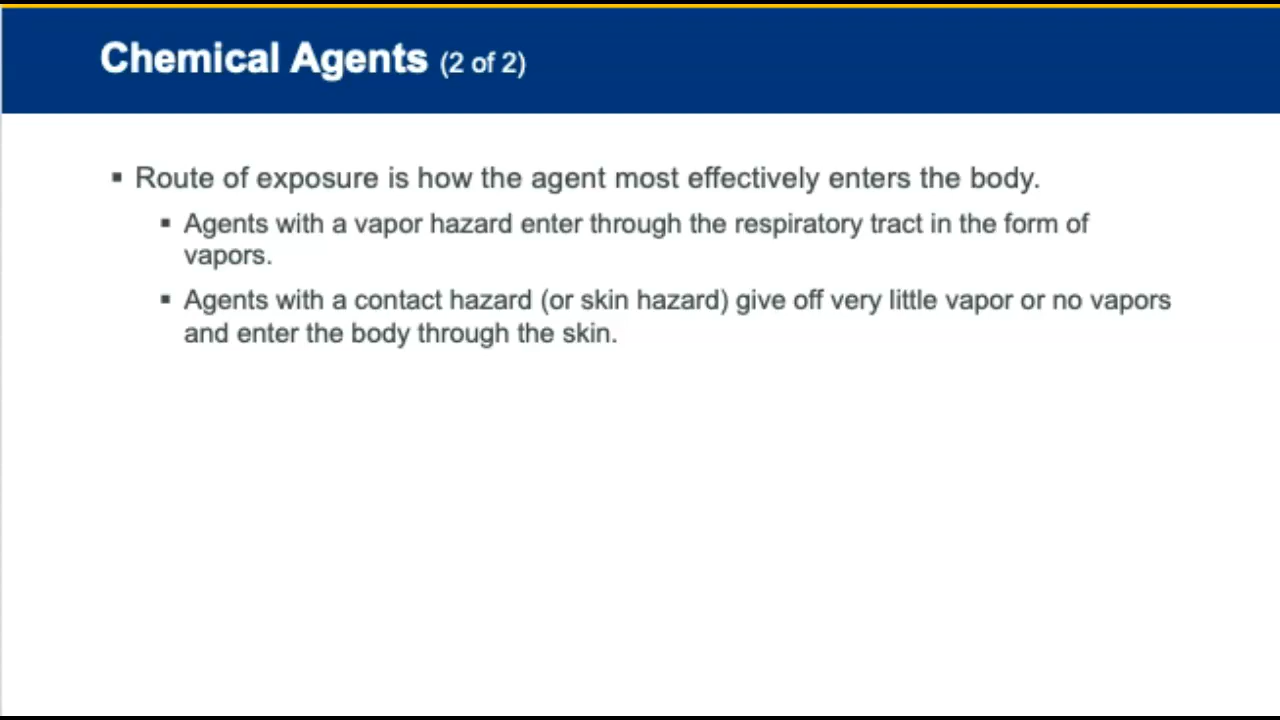 Chemical Agents (2 of 2)
▪ Route of exposure is how the agent most effectively enters the body.
▪ Agents with a vapor hazard enter through the respiratory tract in the form of
vapors.
▪ Agents with a contact hazard (or skin hazard) give off very little vapor or no vapors
and enter the body through the skin.